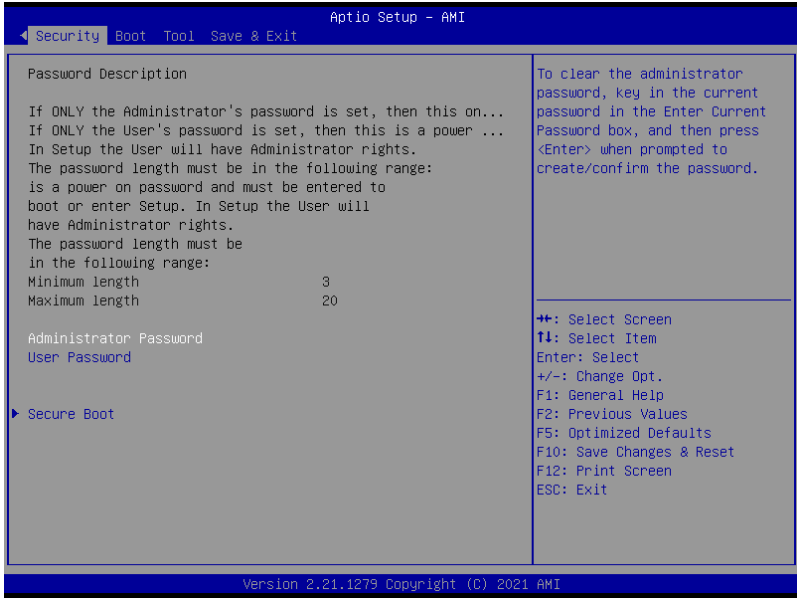 Aptio Setup – AMI
Security Boot Tool Save & Exit
Password Description
If ONLY the Administrator's password is set, then this on...
If ONLY the User's password is set, then this is a power ...
In Setup the User will have Administrator rights.
The password length must be in the following range:
is a power on password and must be entered to
boot or enter Setup. In Setup the User will
have Administrator rights.
The password length must be
in the following range:
Minimum length 3
Maximum length 20
Administrator Password
User Password
Secure Boot
To clear the administrator
password, key in the current
password in the Enter Current
Password box, and then press
<Enter> when prompted to
create/confirm the password.
→←: Select Screen
↑↓: Select Item
Enter: Select
+/-: Change Opt.
F1: General Help
F2: Previous Values
F5: Optimized Defaults
F10: Save Changes & Reset
F12: Print Screen
ESC: Exit
Version 2.21.1279 Copyright (C) 2021 AMI